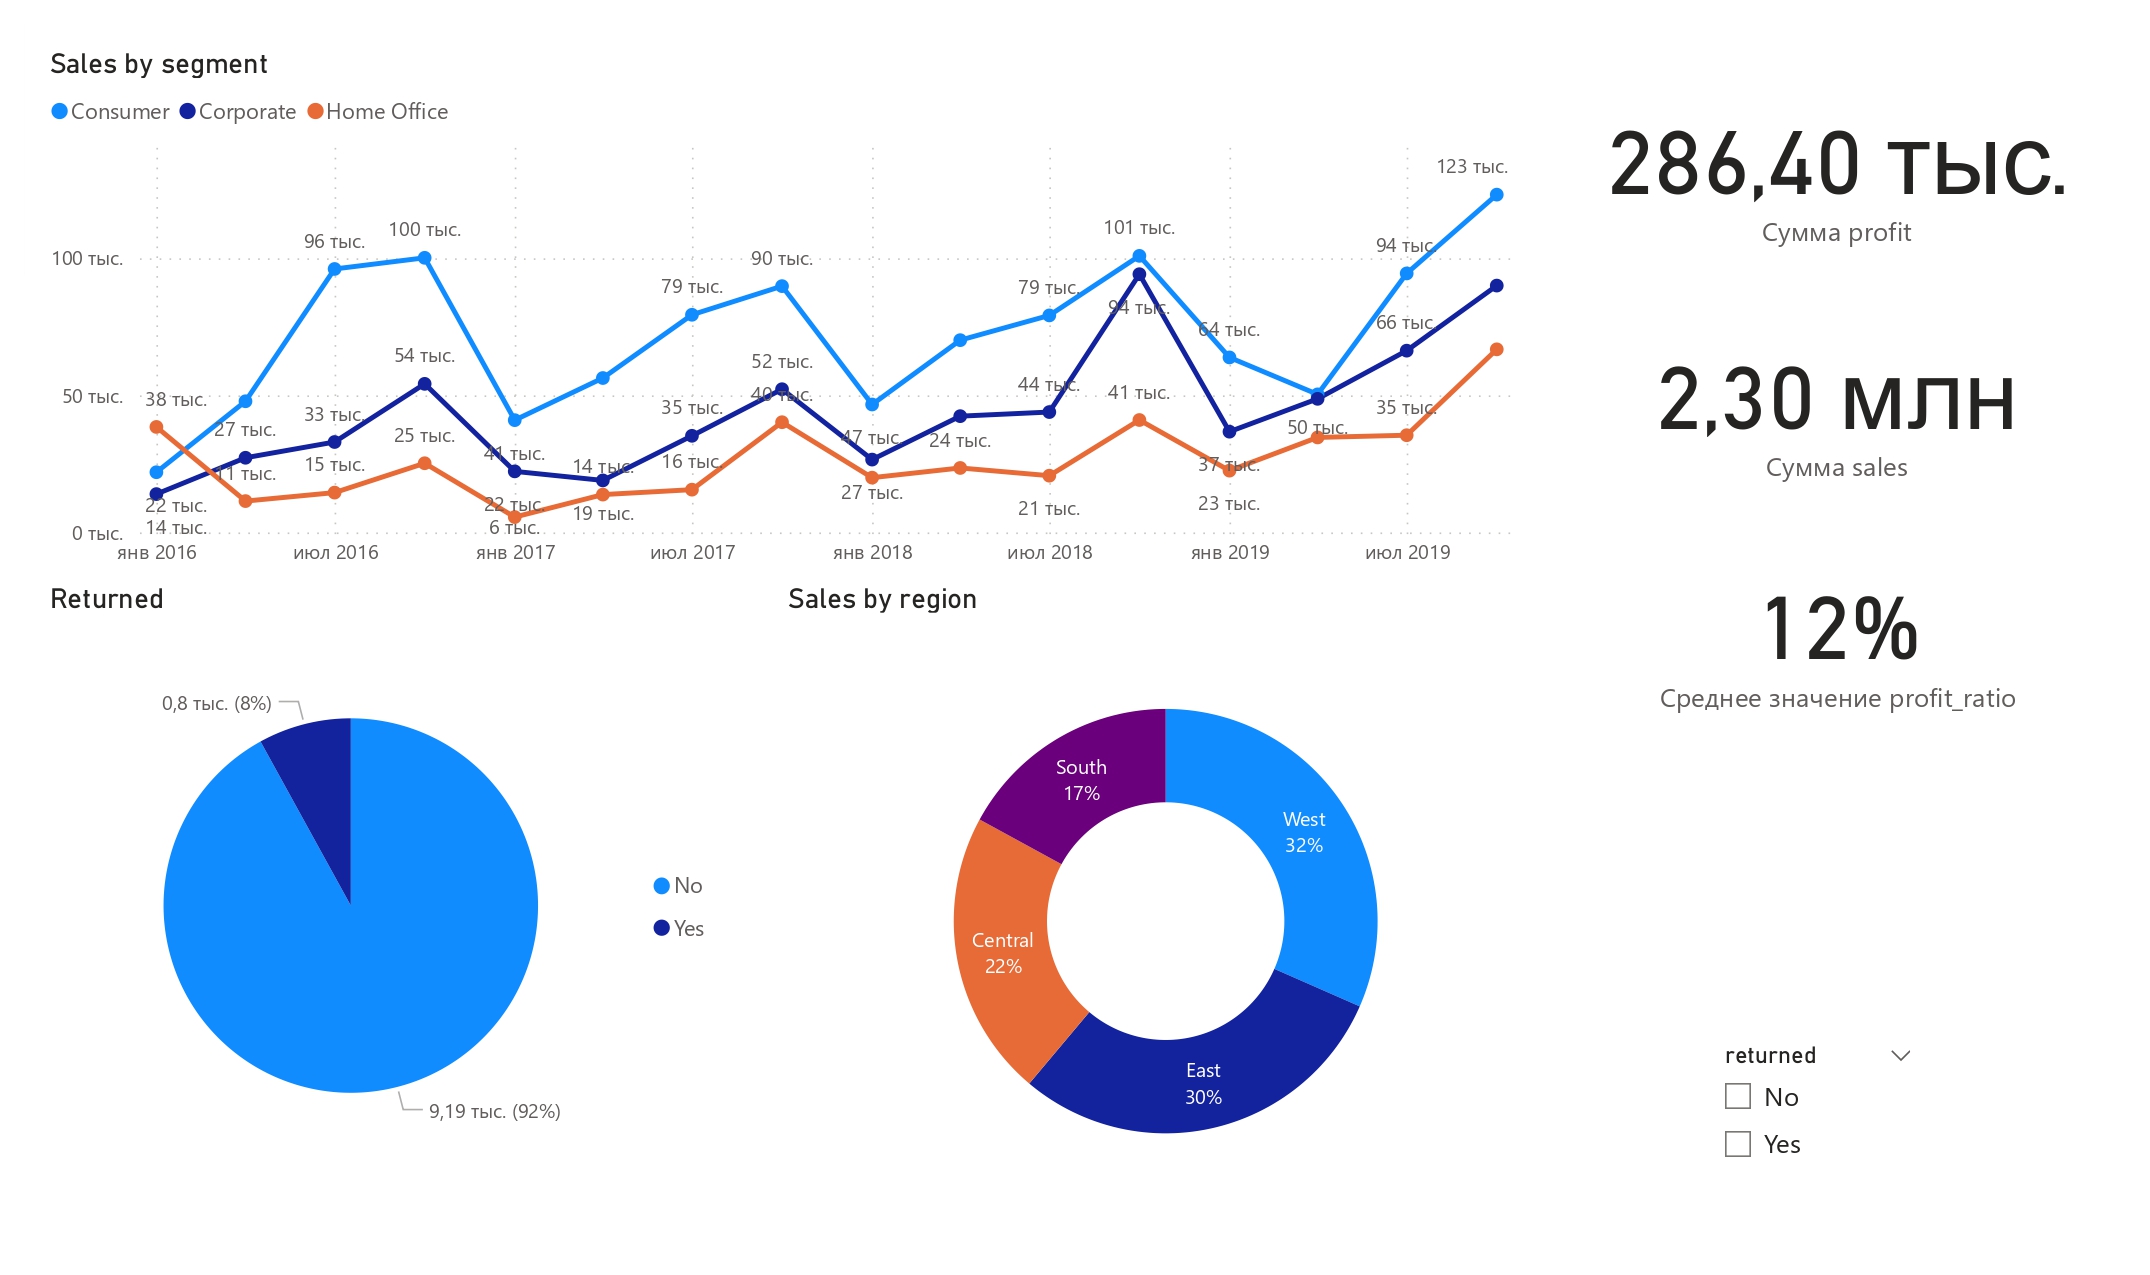 Sales by segment
Consumer Corporate Home Office
123 тыс.
101 тыс.
100 тыс.
96 тыс.
94 тыс.
90 тыс.
100 тыс.
79 тыс.
79 тыс.
94 тыс.
66 тыс.
64 тыс.
54 тыс.
52 тыс.
44 тыс.
41 тыс.
40 тыс.
50 тыс.
38 тыс.
35 тыс.
35 тыс.
33 тыс.
27 тыс.
50 тыс.
25 тыс.
47 тыс.
24 тыс.
41 тыс.
16 тыс.
15 тыс.
14 тыс.
37 тыс.
11 тыс.
27 тыс.
22 тыс.
22 тыс.
23 тыс.
21 тыс.
19 тыс.
14 тыс.
6 тыс.
0 тыс.
янв 2016 июл 2016 янв 2017 июл 2017 янв 2018 июл 2018 янв 2019 июл 2019
286,40 тыс.
Сумма profit
2,30 млн
Сумма sales
12%
Среднее значение profit_ratio
Returned
0,8 тыс. (8%)
9,19 тыс. (92%)
No
Yes
Sales by region
South
17%
West
32%
Central
22%
East
30%
returned
No
Yes